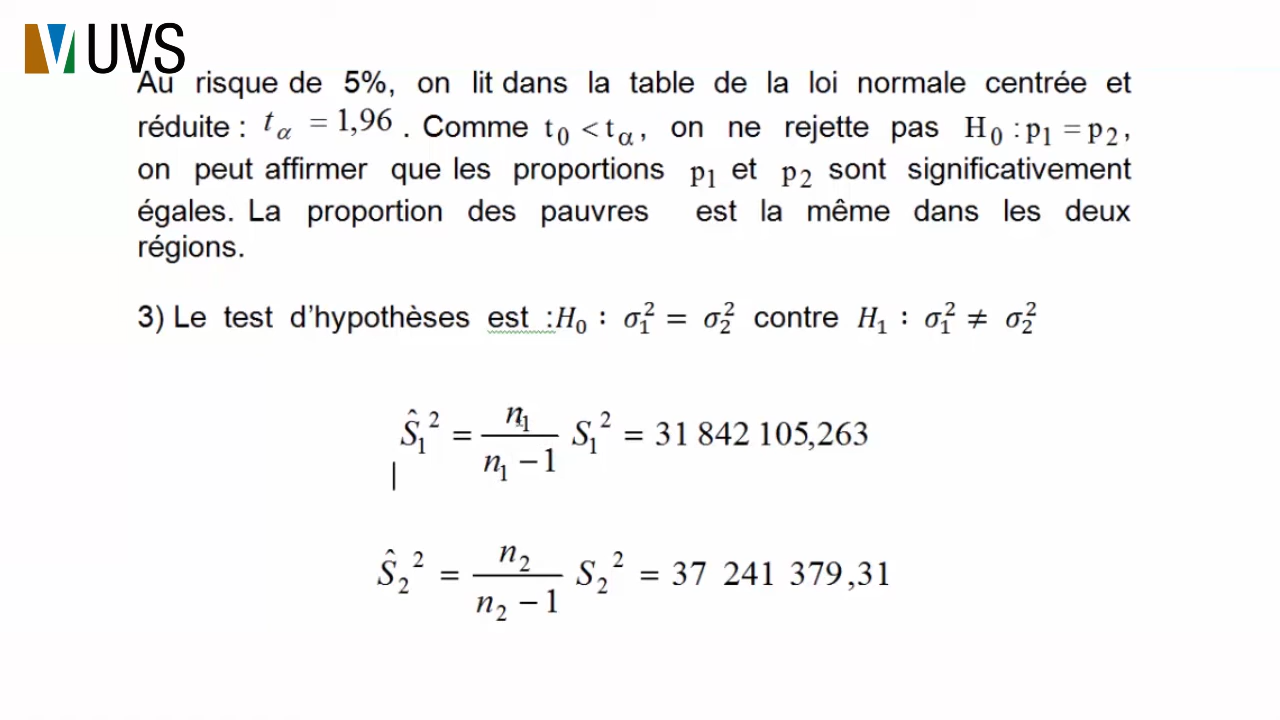 UVS
Au risque de 5%, on lit dans la table de la loi normale centrée et
réduite : t_α = 1,96 . Comme t₀ < t_α, on ne rejette pas H₀ : p₁ = p₂,
on peut affirmer que les proportions p₁ et p₂ sont significativement
égales. La proportion des pauvres est la même dans les deux
régions.
3) Le test d’hypothèses est :H₀ : σ₁² = σ₂² contre H₁ : σ₁² ≠ σ₂²
Ŝ₁² = n₁/(n₁ − 1) S₁² = 31 842 105,263
Ŝ₂² = n₂/(n₂ − 1) S₂² = 37 241 379,31